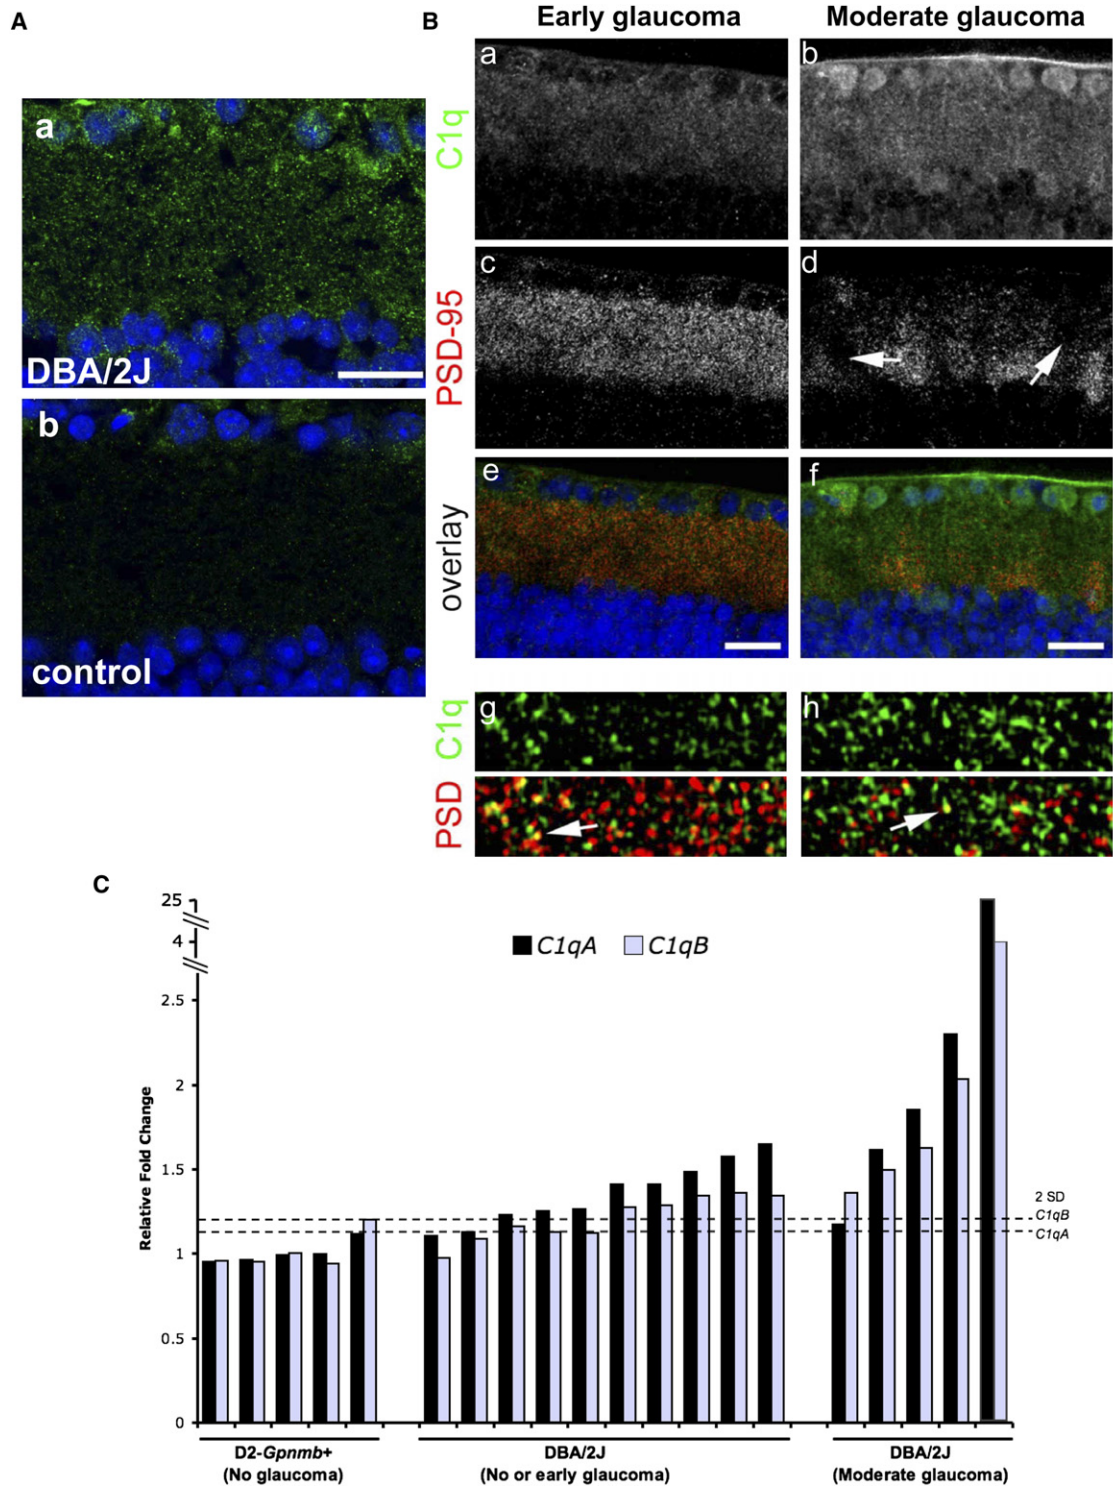 A
B
Early glaucoma
Moderate glaucoma
a
DBA/2J
b
control
C1q
a
b
PSD-95
c
d
overlay
e
f
C1q
g
h
PSD
C
25
4
2.5
2
1.5
1
0.5
0
Relative Fold Change
C1qA
C1qB
2 SD
C1qB
C1qA
D2-Gpnmb+
(No glaucoma)
DBA/2J
(No or early glaucoma)
DBA/2J
(Moderate glaucoma)